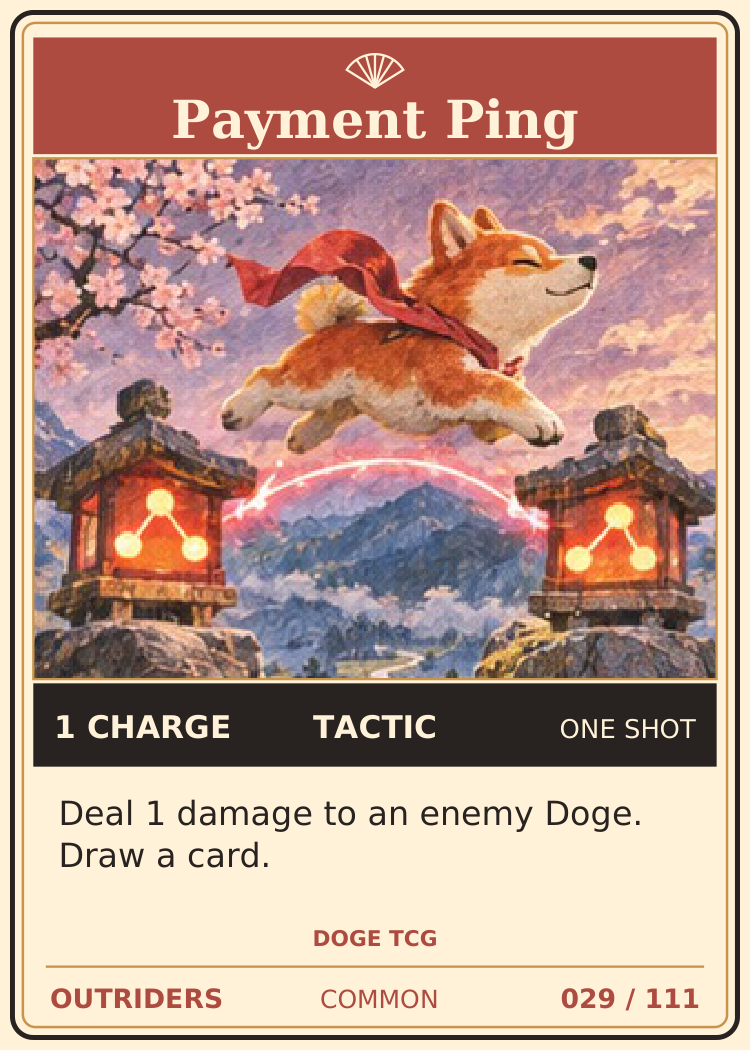 Payment Ping
1 CHARGE TACTIC ONE SHOT
Deal 1 damage to an enemy Doge.
Draw a card.
DOGE TCG
OUTRIDERS COMMON 029 / 111